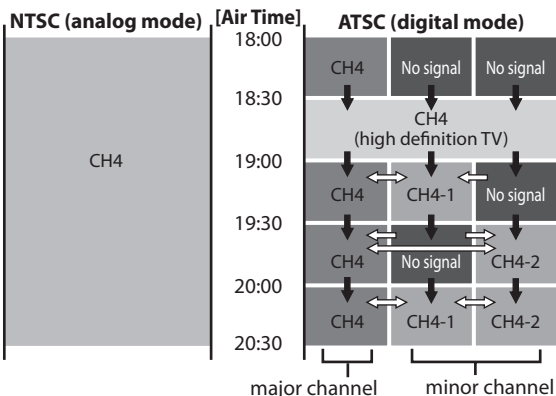 NTSC (analog mode) [Air Time] ATSC (digital mode)
18:00
CH4 No signal No signal
18:30
CH4
(high definition TV)
19:00
CH4
CH4 CH4-1 No signal
19:30
CH4 No signal CH4-2
20:00
CH4 CH4-1 CH4-2
20:30
major channel minor channel